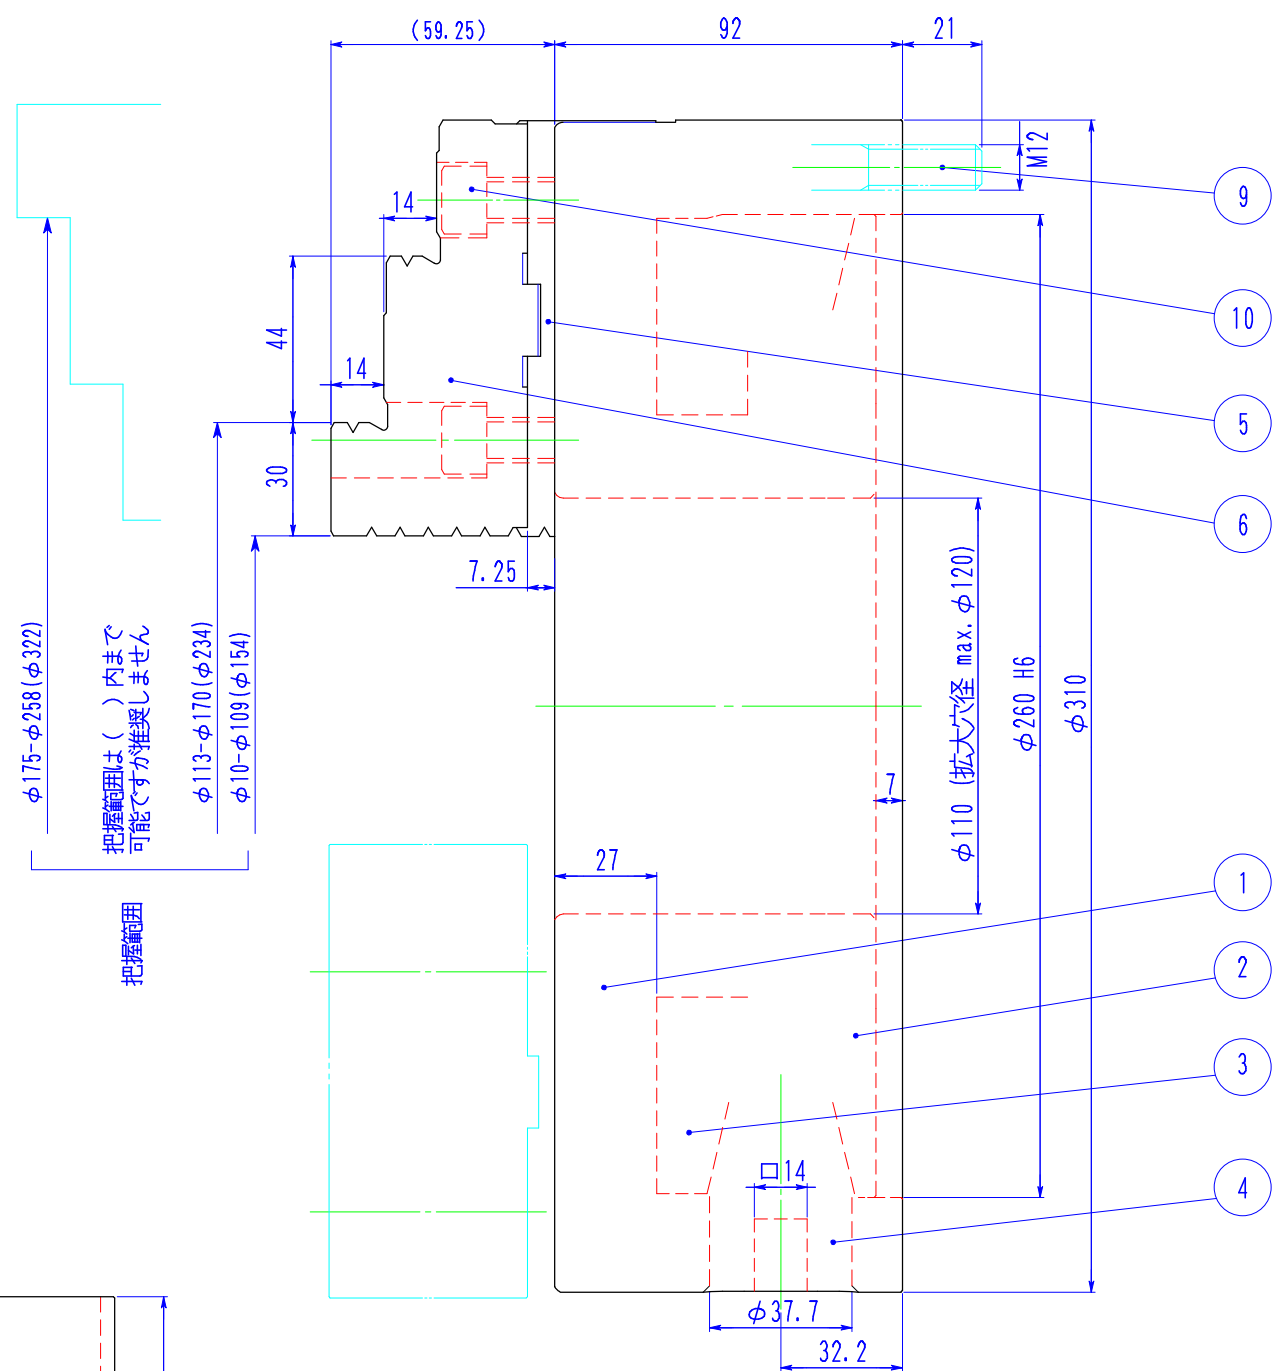 (59.25)
92
21
M12
9
14
10
44
14
5
30
6
7.25
φ175-φ258(φ322)
把握範囲は( )内まで
可能ですが推奨しません
φ113-φ170(φ234)
φ10-φ109(φ154)
把握範囲
φ110 (拡大穴径 max.φ120)
φ260 H6
φ310
7
27
1
2
3
口14
4
φ37.7
32.2